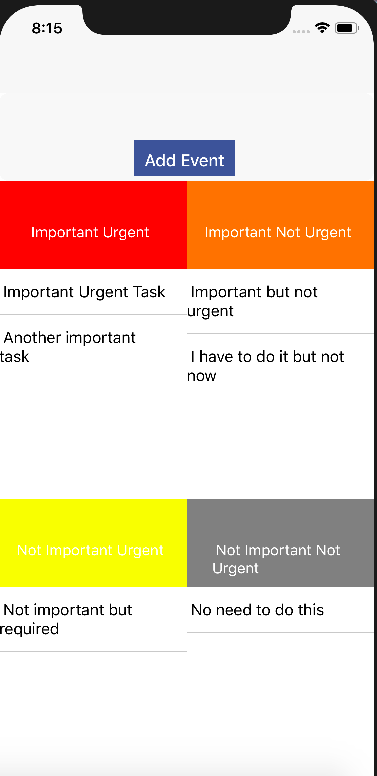 8:15
Add Event
Important Urgent
Important Not Urgent
Important Urgent Task
Another important
task
Important but not
urgent
I have to do it but not
now
Not Important Urgent
Not Important Not
Urgent
Not important but
required
No need to do this